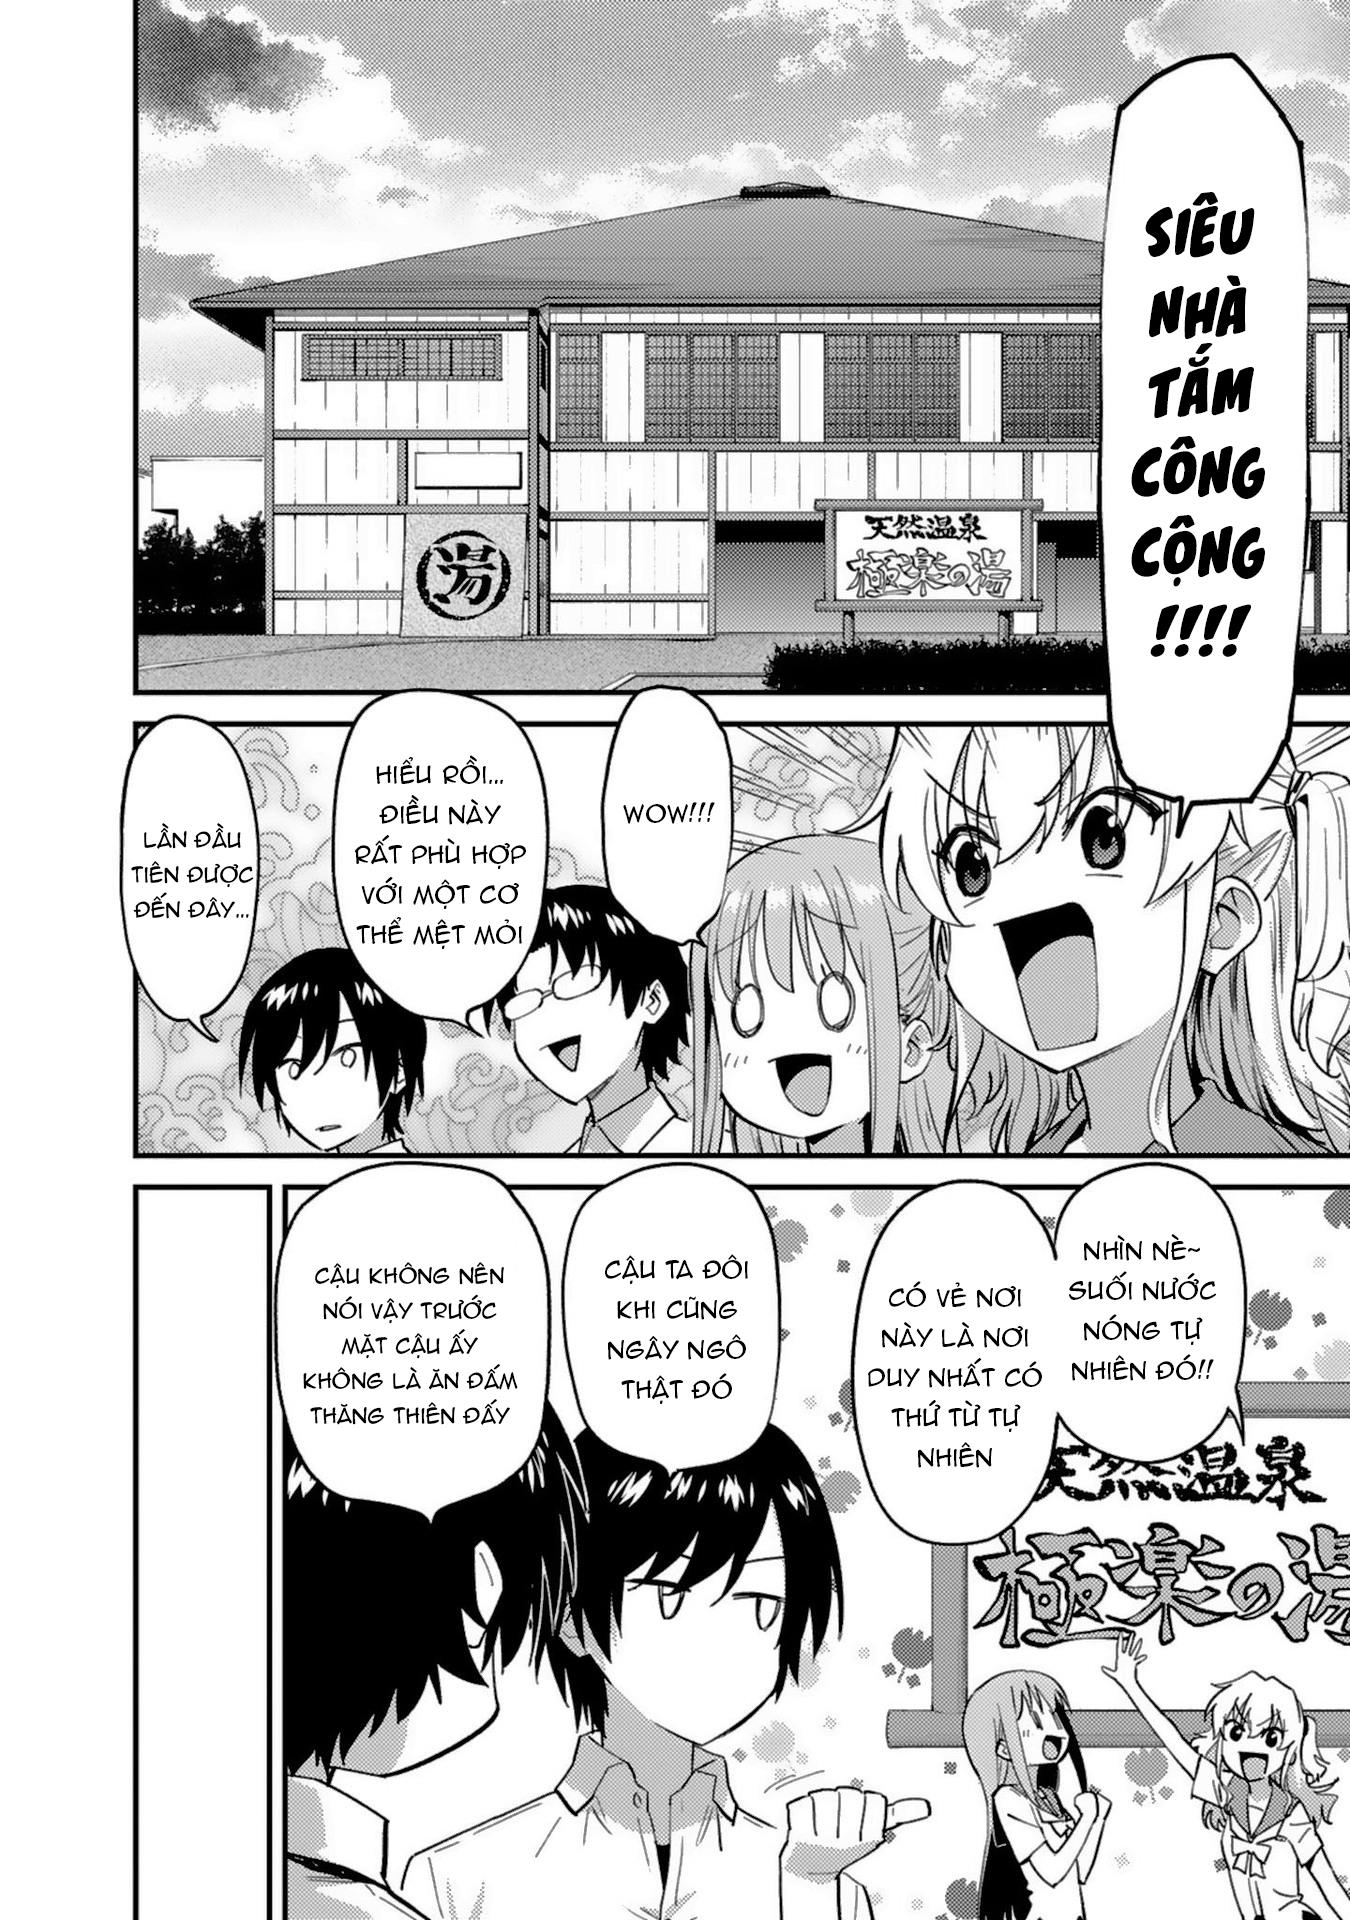 SIÊU
NHÀ
TẮM
CÔNG
CỘNG
!!!!
天然温泉
極楽の湯
湯
WOW!!!
HIỂU RỒI...
ĐIỀU NÀY
RẤT PHÙ HỢP
VỚI MỘT CƠ
THỂ MỆT MỎI
LẦN ĐẦU
TIÊN ĐƯỢC
ĐẾN ĐÂY...
NHÌN NÈ~
SUỐI NƯỚC
NÓNG TỰ
NHIÊN ĐÓ!!
CÓ VẺ NƠI
NÀY LÀ NƠI
DUY NHẤT CÓ
THỨ TỪ TỰ
NHIÊN
天然温泉
極楽の湯
CẬU TA ĐÔI
KHI CŨNG
NGÂY NGÔ
THẬT ĐÓ
CẬU KHÔNG NÊN
NÓI VẬY TRƯỚC
MẶT CẬU ẤY
KHÔNG LÀ ĂN ĐẤM
THĂNG THIÊN ĐẤY